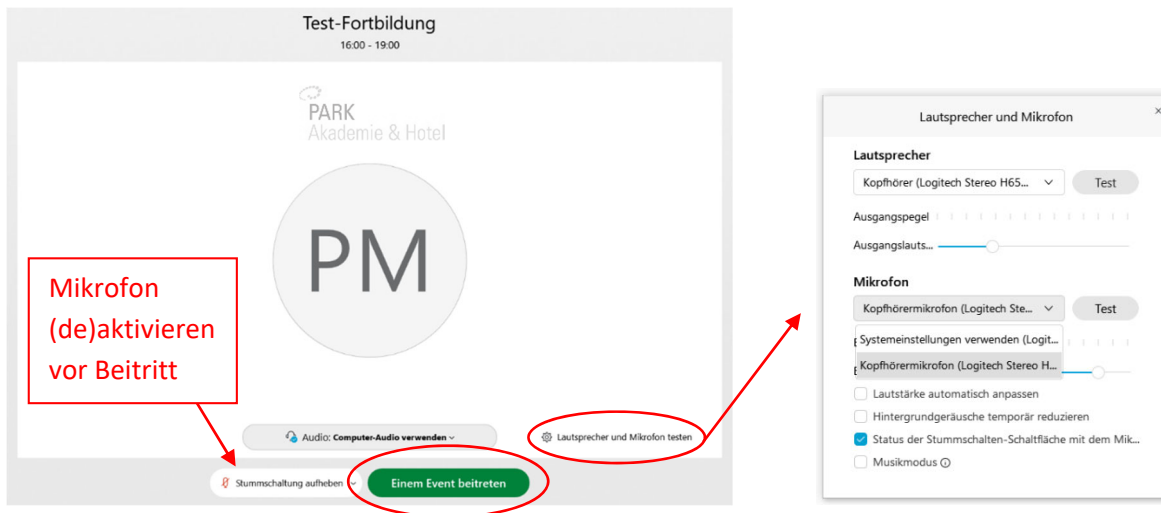 Test-Fortbildung
16:00 - 19:00
PARK
Akademie & Hotel
PM
Mikrofon
(de)aktivieren
vor Beitritt
Audio: Computer-Audio verwenden
Lautsprecher und Mikrofon testen
Stummschaltung aufheben
Einem Event beitreten
Lautsprecher und Mikrofon
Lautsprecher
Kopfhörer (Logitech Stereo H65... Test
Ausgangspegel
Ausgangslauts...
Mikrofon
Kopfhörermikrofon (Logitech Ste... Test
Systemeinstellungen verwenden (Logit...
Kopfhörermikrofon (Logitech Stereo H...
Lautstärke automatisch anpassen
Hintergrundgeräusche temporär reduzieren
Status der Stummschalten-Schaltfläche mit dem Mik...
Musikmodus